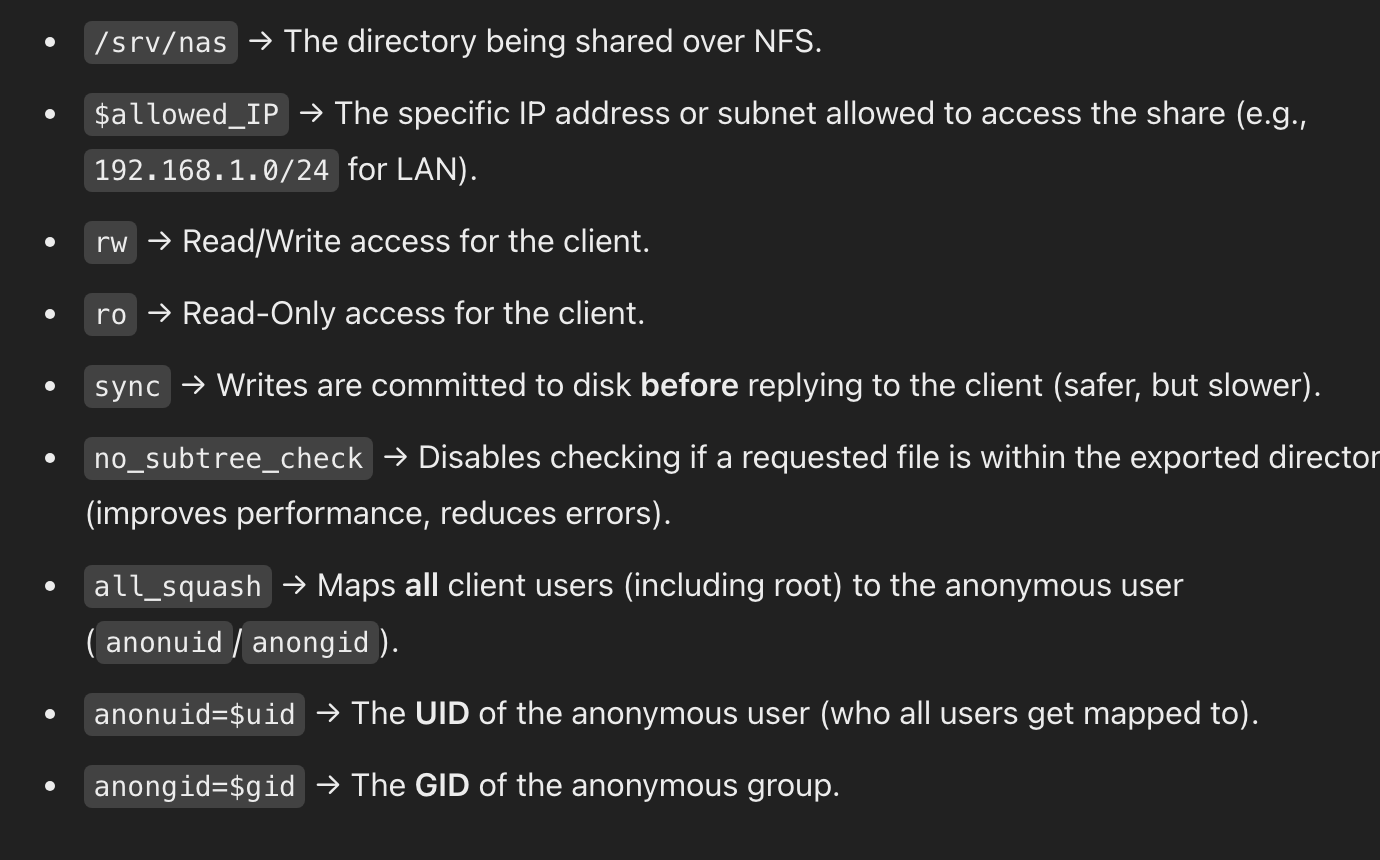 • /srv/nas → The directory being shared over NFS.
• $allowed_IP → The specific IP address or subnet allowed to access the share (e.g.,
192.168.1.0/24 for LAN).
• rw → Read/Write access for the client.
• ro → Read-Only access for the client.
• sync → Writes are committed to disk before replying to the client (safer, but slower).
• no_subtree_check → Disables checking if a requested file is within the exported director
(improves performance, reduces errors).
• all_squash → Maps all client users (including root) to the anonymous user
(anonuid/anongid).
• anonuid=$uid → The UID of the anonymous user (who all users get mapped to).
• anongid=$gid → The GID of the anonymous group.